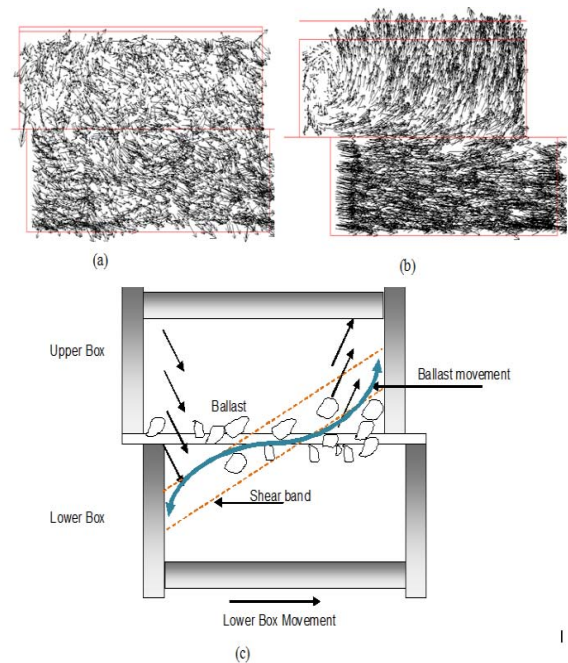 (a)
(b)
Upper Box
Ballast
Ballast movement
Shear band
Lower Box
Lower Box Movement
(c)